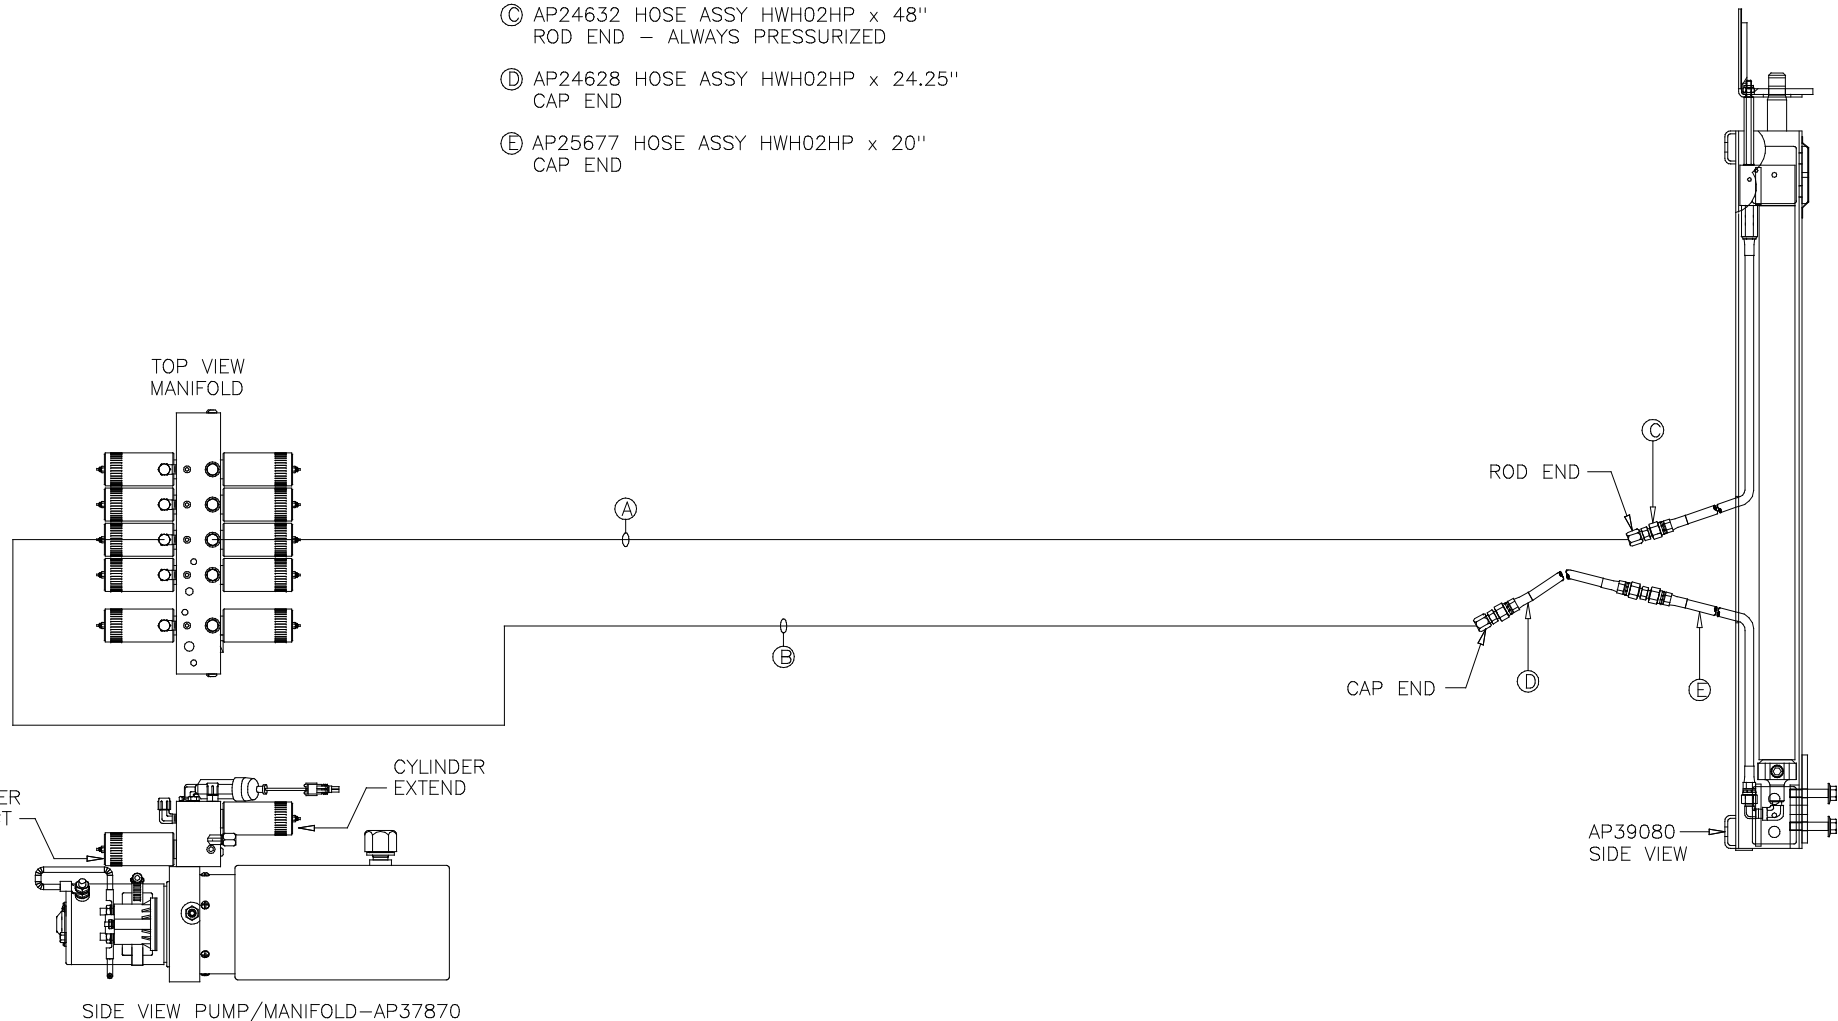 Ⓒ AP24632 HOSE ASSY HWH02HP x 48"
ROD END – ALWAYS PRESSURIZED
Ⓓ AP24628 HOSE ASSY HWH02HP x 24.25"
CAP END
Ⓔ AP25677 HOSE ASSY HWH02HP x 20"
CAP END
TOP VIEW
MANIFOLD
C
ROD END
A
B
CAP END
D
E
CYLINDER
EXTEND
ER
AP39080
SIDE VIEW
SIDE VIEW PUMP/MANIFOLD–AP37870